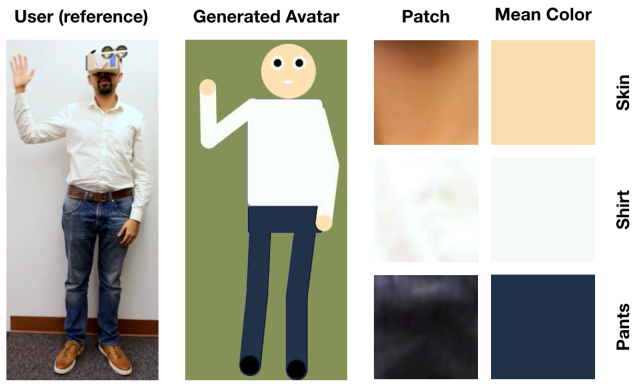 User (reference)
Generated Avatar
Patch
Mean Color
Skin
Shirt
Pants